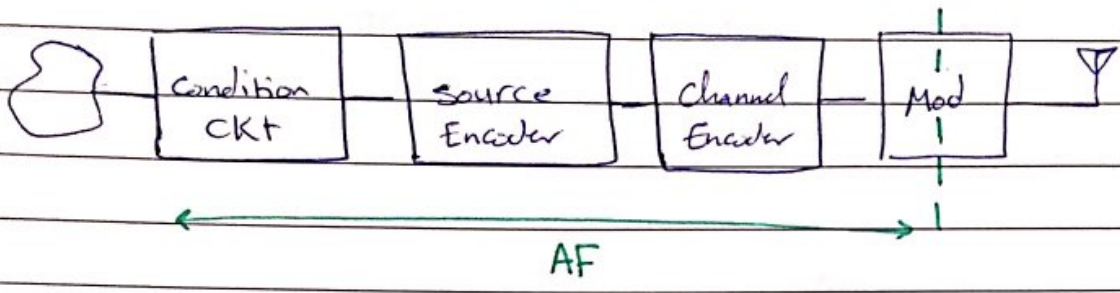 Condition
CKt
Source
Encoder
Channel
Encoder
Mod
AF